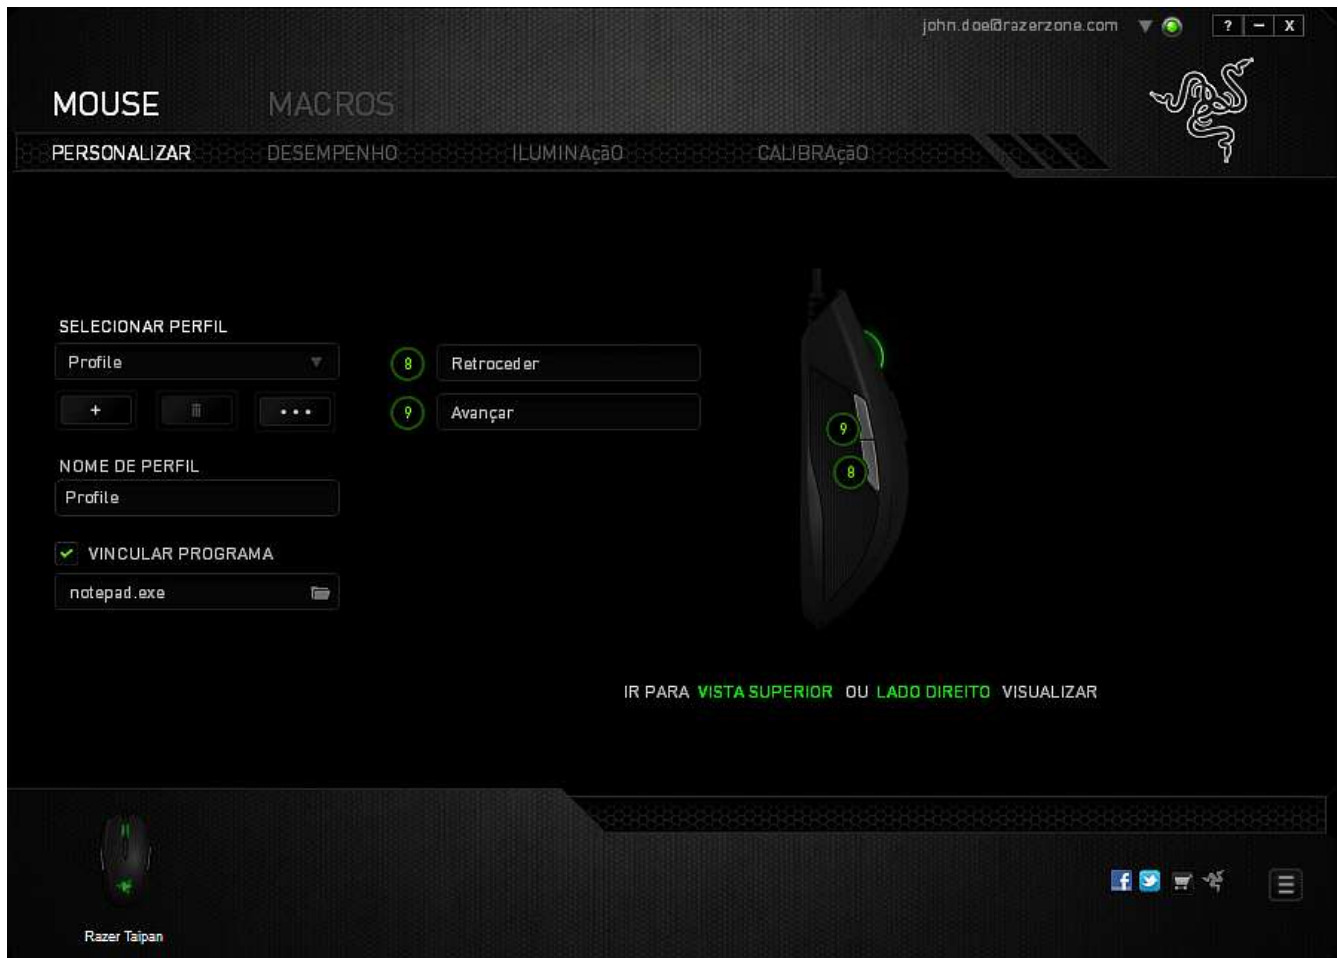 john.doe@razerzone.com
? – X
MOUSE MACROS
PERSONALIZAR DESEMPENHO ILUMINAçãO CALIBRAçãO
SELECIONAR PERFIL
Profile
8 Retroceder
+ ...
9 Avançar
9
8
NOME DE PERFIL
Profile
VINCULAR PROGRAMA
notepad.exe
IR PARA VISTA SUPERIOR OU LADO DIREITO VISUALIZAR
Razer Taipan